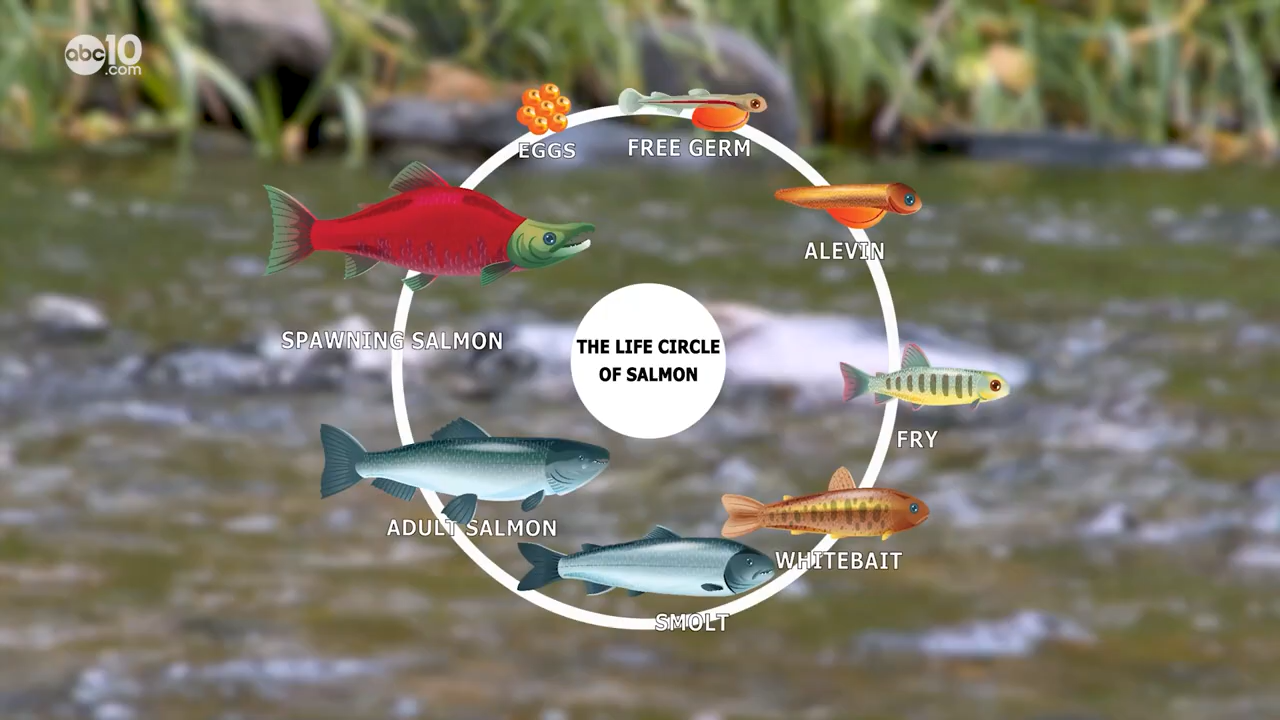 abc10
.com
EGGS
FREE GERM
ALEVIN
THE LIFE CIRCLE
OF SALMON
SPAWNING SALMON
FRY
ADULT SALMON
WHITEBAIT
SMOLT